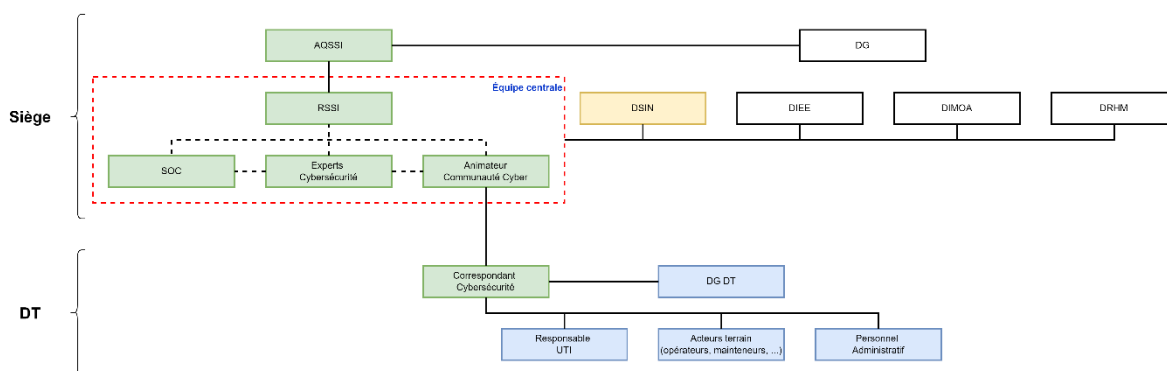 AQSSI
DG
Équipe centrale
Siège
RSSI
DSIN
DIEE
DIMOA
DRHM
SOC
Experts
Cybersécurité
Animateur
Communauté Cyber
DT
Correspondant
Cybersécurité
DG DT
Responsable
UTI
Acteurs terrain
(opérateurs, mainteneurs, ...)
Personnel
Administratif